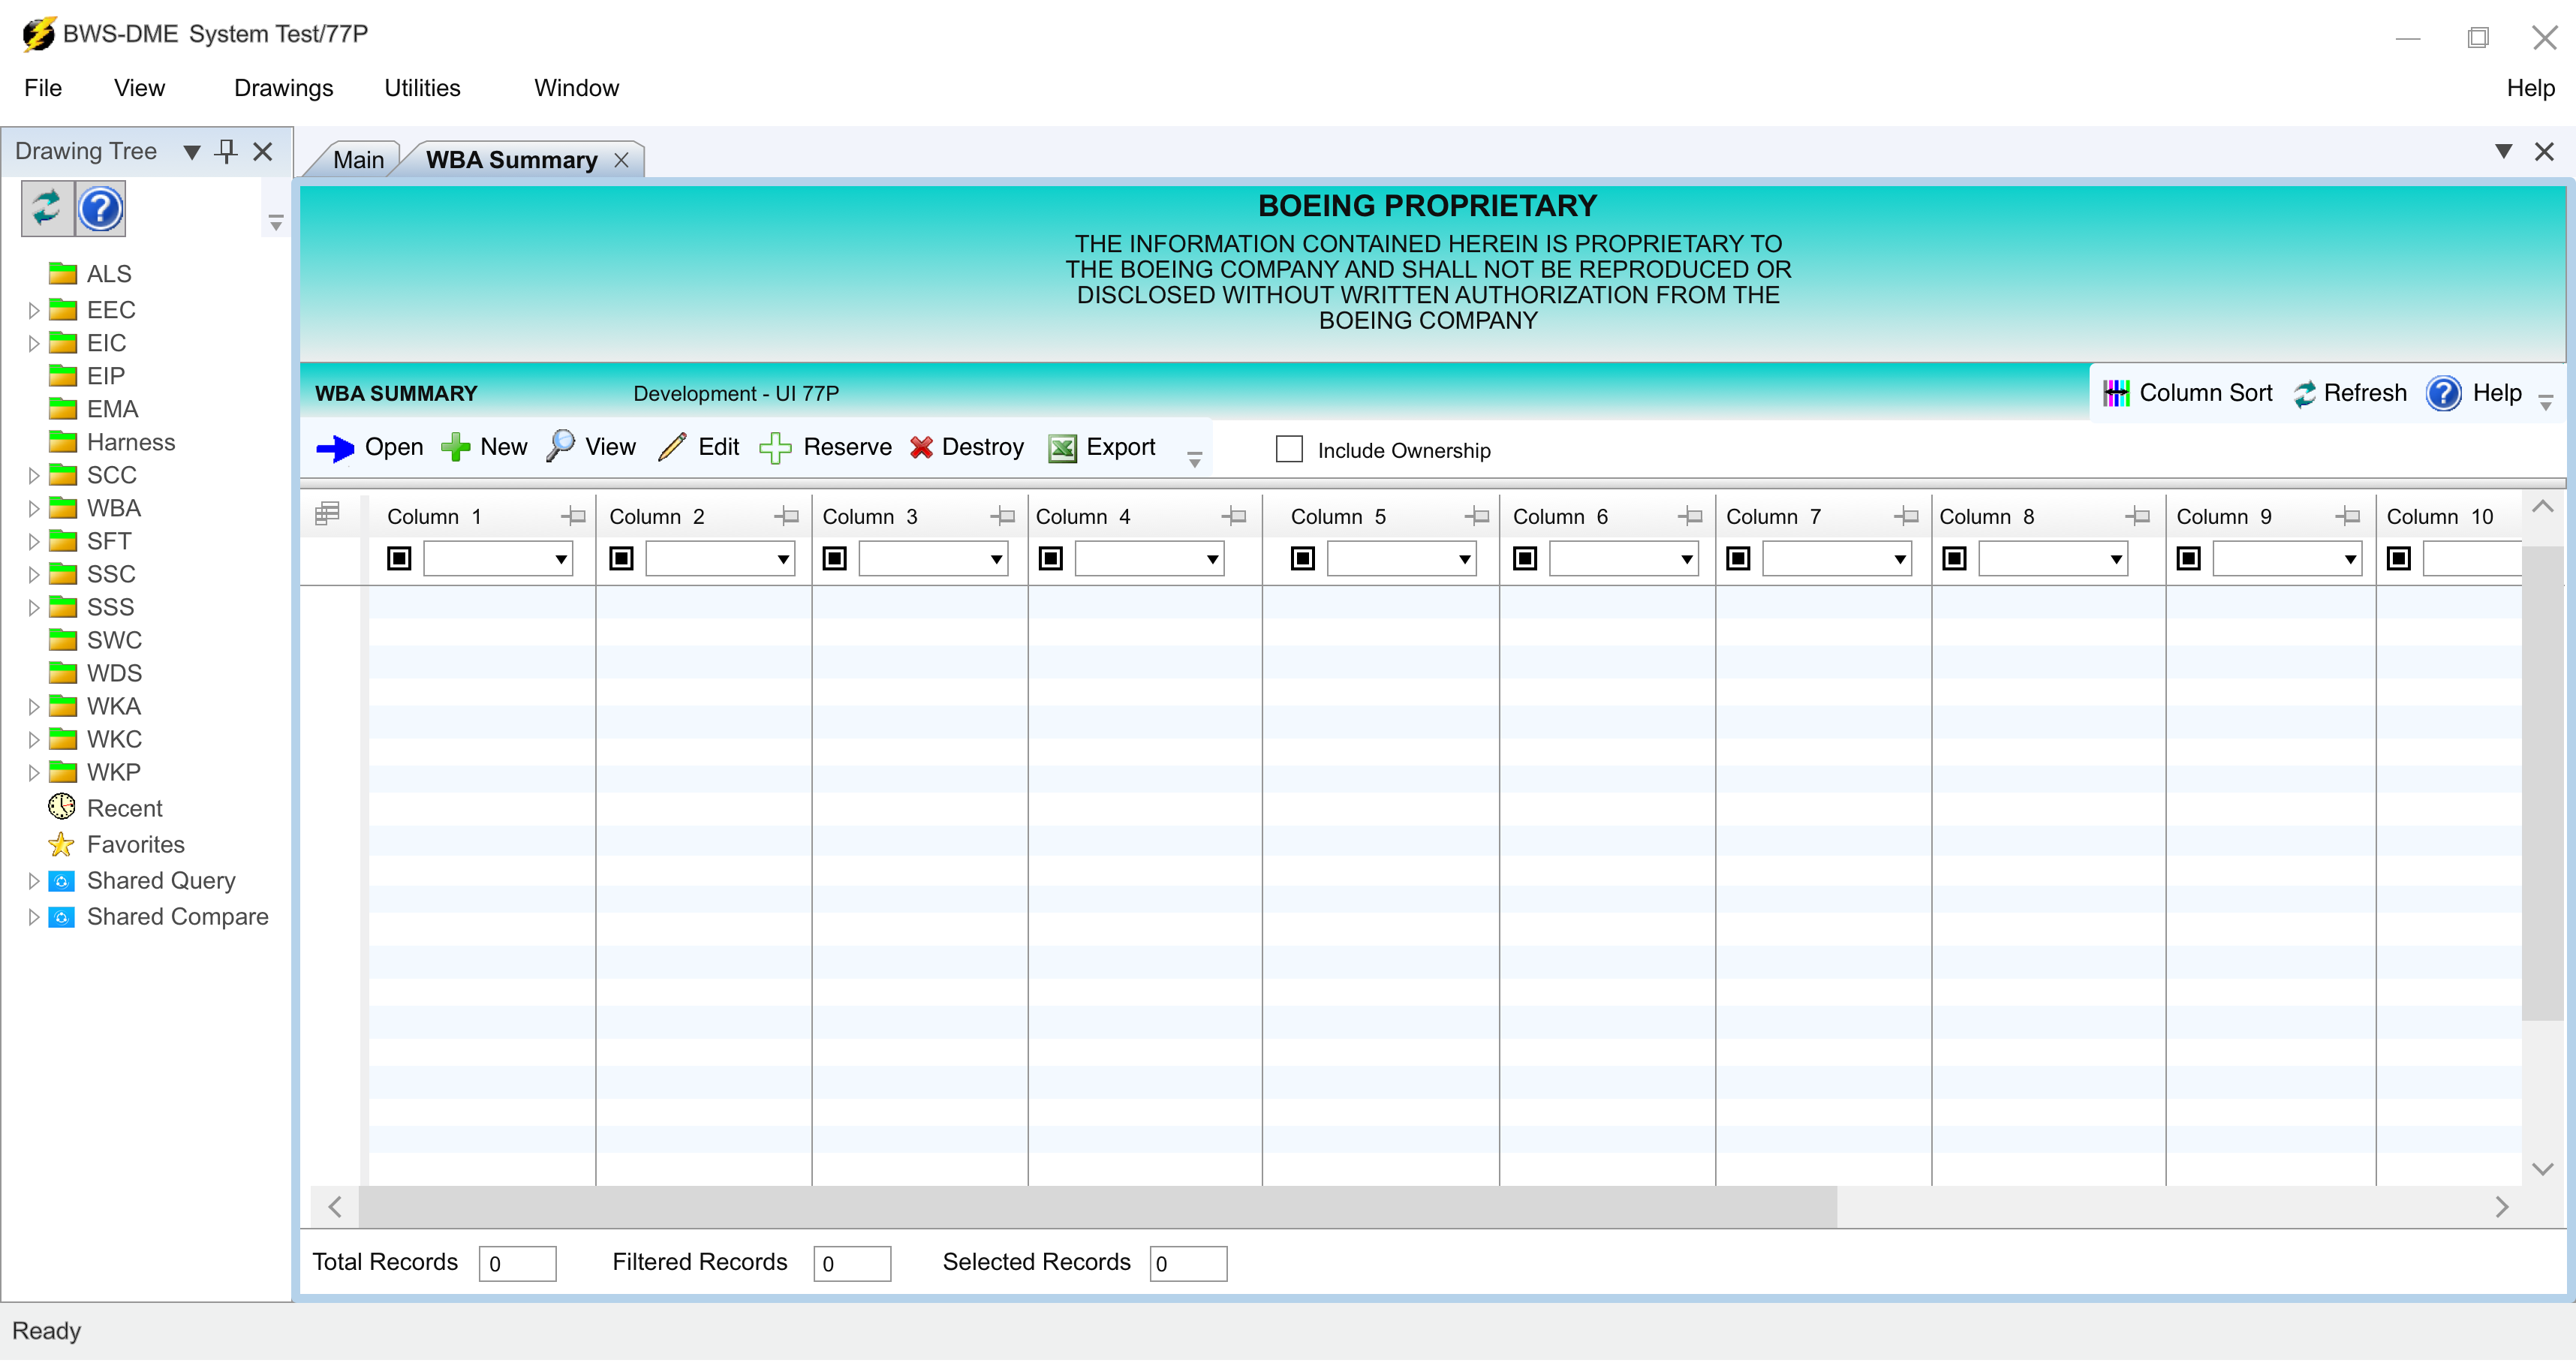 BWS-DME System Test/77P
File View Drawings Utilities Window Help
Drawing Tree
Main WBA Summary
BOEING PROPRIETARY
THE INFORMATION CONTAINED HEREIN IS PROPRIETARY TO
THE BOEING COMPANY AND SHALL NOT BE REPRODUCED OR
DISCLOSED WITHOUT WRITTEN AUTHORIZATION FROM THE
BOEING COMPANY
WBA SUMMARY Development - UI 77P Column Sort Refresh Help
Open New View Edit Reserve Destroy Export Include Ownership
Column 1 Column 2 Column 3 Column 4 Column 5 Column 6 Column 7 Column 8 Column 9 Column 10
ALS
EEC
EIC
EIP
EMA
Harness
SCC
WBA
SFT
SSC
SSS
SWC
WDS
WKA
WKC
WKP
Recent
Favorites
Shared Query
Shared Compare
Total Records 0 Filtered Records 0 Selected Records 0
Ready